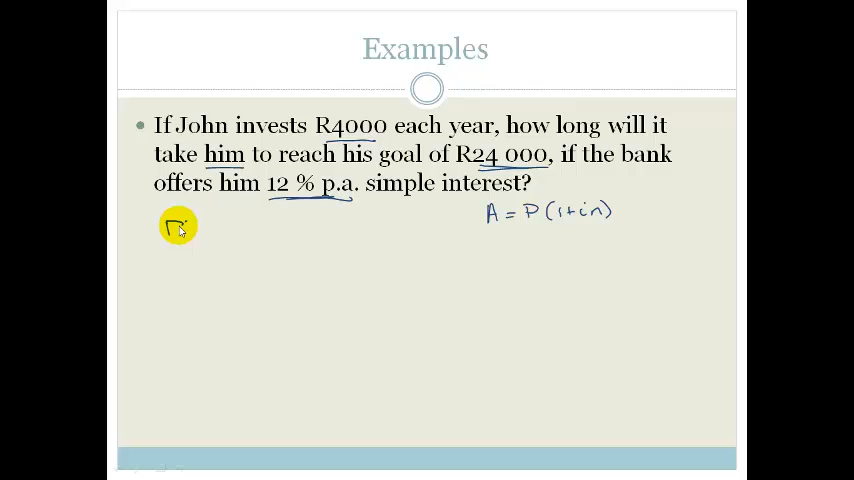 Examples
If John invests R4000 each year, how long will it
take him to reach his goal of R24 000, if the bank
offers him 12 % p.a. simple interest?
A = P (1+in)